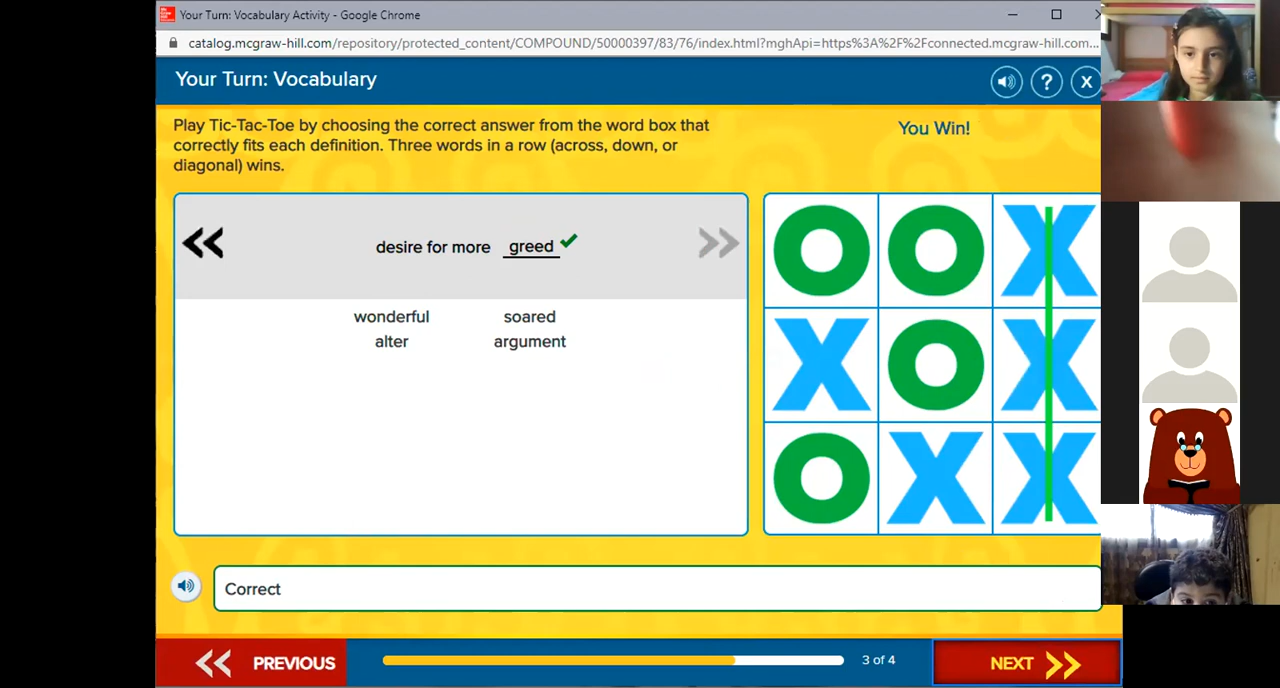 Your Turn: Vocabulary Activity - Google Chrome
catalog.mcgraw-hill.com/repository/protected_content/COMPOUND/50000397/83/76/index.html?mghApi=https%3A%2F%2Fconnected.mcgraw-hill.com...
Your Turn: Vocabulary
? X
Play Tic-Tac-Toe by choosing the correct answer from the word box that
correctly fits each definition. Three words in a row (across, down, or
diagonal) wins.
You Win!
desire for more greed
wonderful soared
alter argument
O O X
X O X
O X X
Correct
PREVIOUS 3 of 4 NEXT